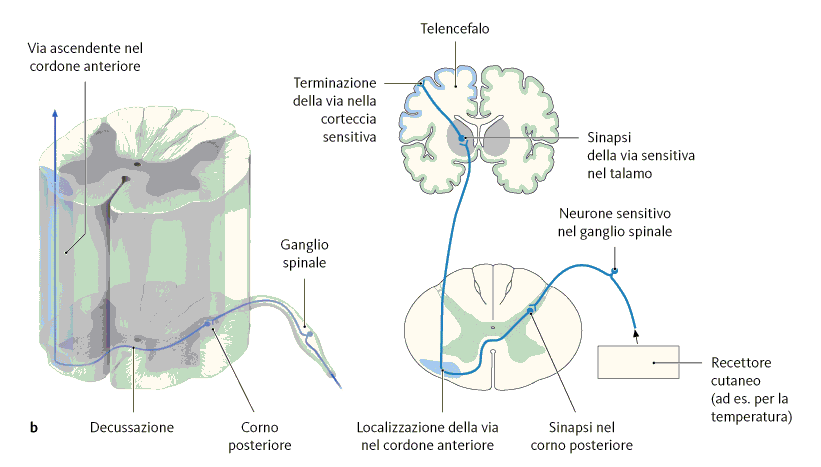 Telencefalo
Via ascendente nel
cordone anteriore
Terminazione
della via nella
corteccia
sensitiva
Sinapsi
della via sensitiva
nel talamo
Neurone sensitivo
nel ganglio spinale
Ganglio
spinale
Recettore
cutaneo
(ad es. per la
temperatura)
b
Decussazione
Corno
posteriore
Localizzazione della via
nel cordone anteriore
Sinapsi nel
corno posteriore